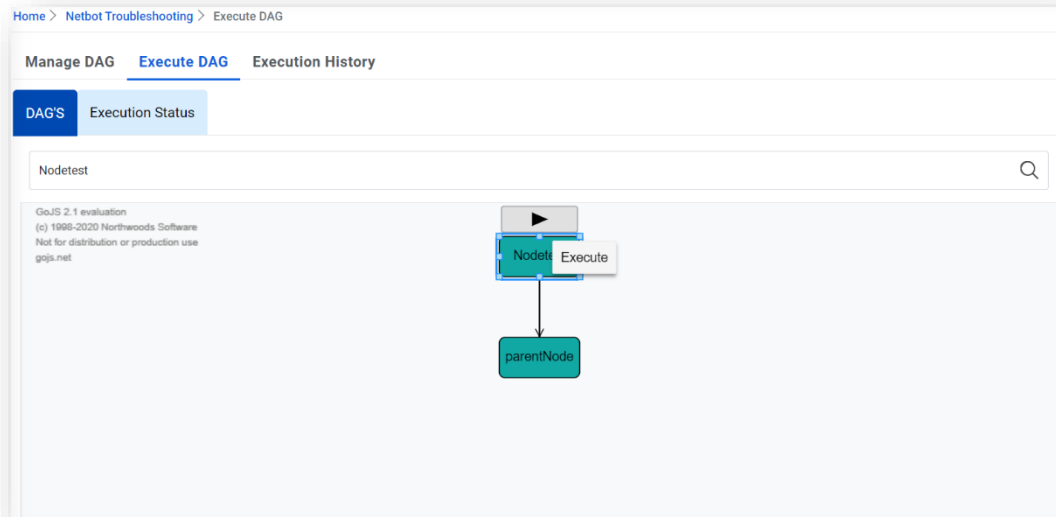 Home > Netbot Troubleshooting > Execute DAG
Manage DAG Execute DAG Execution History
DAG'S Execution Status
Nodetest
GoJS 2.1 evaluation
(c) 1998-2020 Northwoods Software
Not for distribution or production use
gojs.net
Nodete
Execute
parentNode